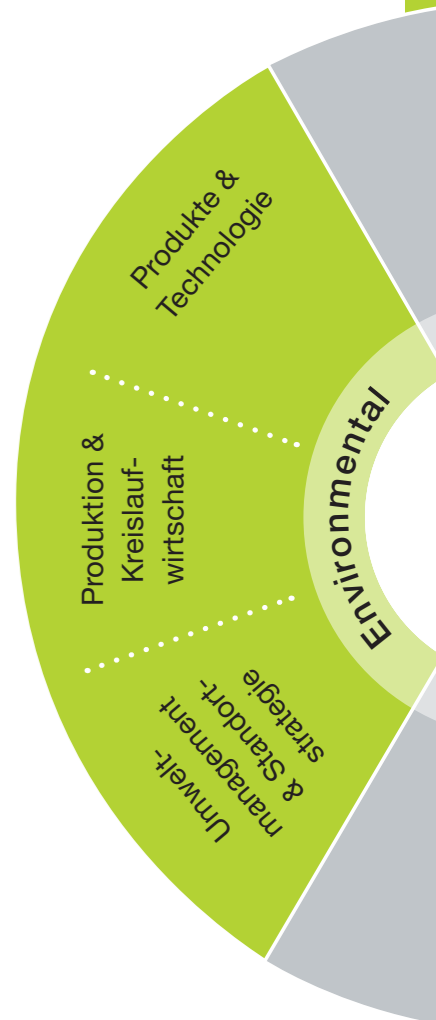 Produkte &
Technologie
Produktion &
Kreislauf-
wirtschaft
Umwelt-
management
& Standort-
strategie
Environmental